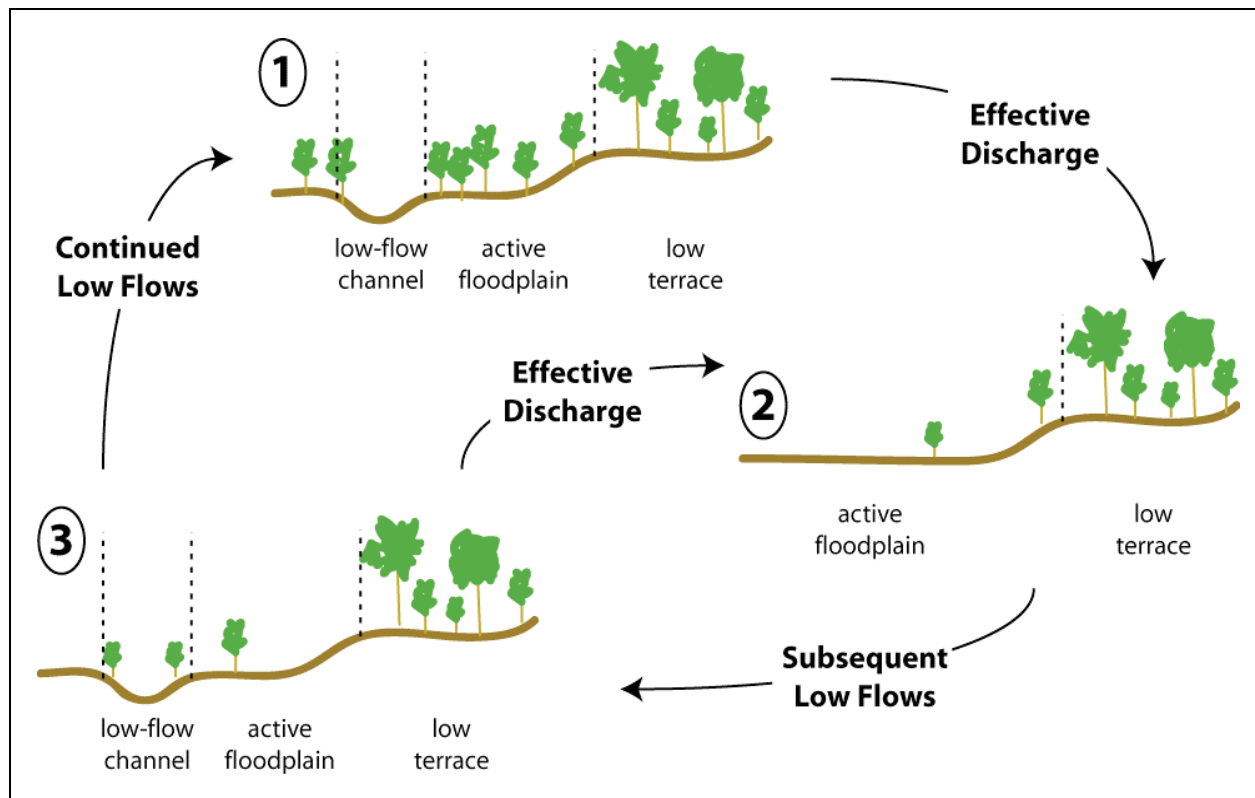 1
Effective
Discharge
Continued
Low Flows
low-flow
channel
active
floodplain
low
terrace
Effective
Discharge
2
active
floodplain
low
terrace
3
Subsequent
Low Flows
low-flow
channel
active
floodplain
low
terrace